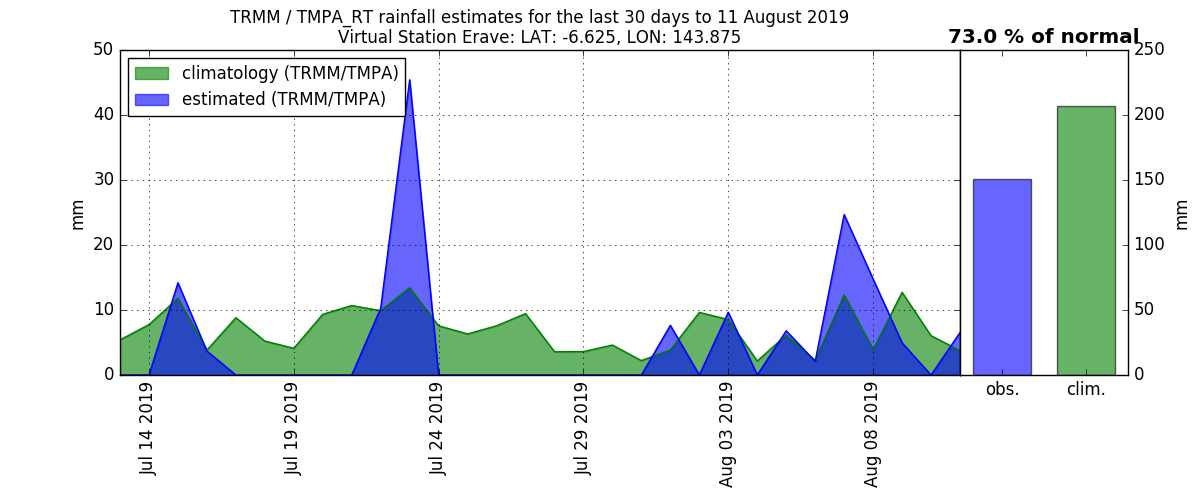 TRMM / TMPA_RT rainfall estimates for the last 30 days to 11 August 2019
Virtual Station Erave: LAT: -6.625, LON: 143.875
73.0 % of normal
climatology (TRMM/TMPA)
estimated (TRMM/TMPA)
50
40
30
20
10
0
mm
Jul 14 2019
Jul 19 2019
Jul 24 2019
Jul 29 2019
Aug 03 2019
Aug 08 2019
obs.
clim.
250
200
150
100
50
0
mm